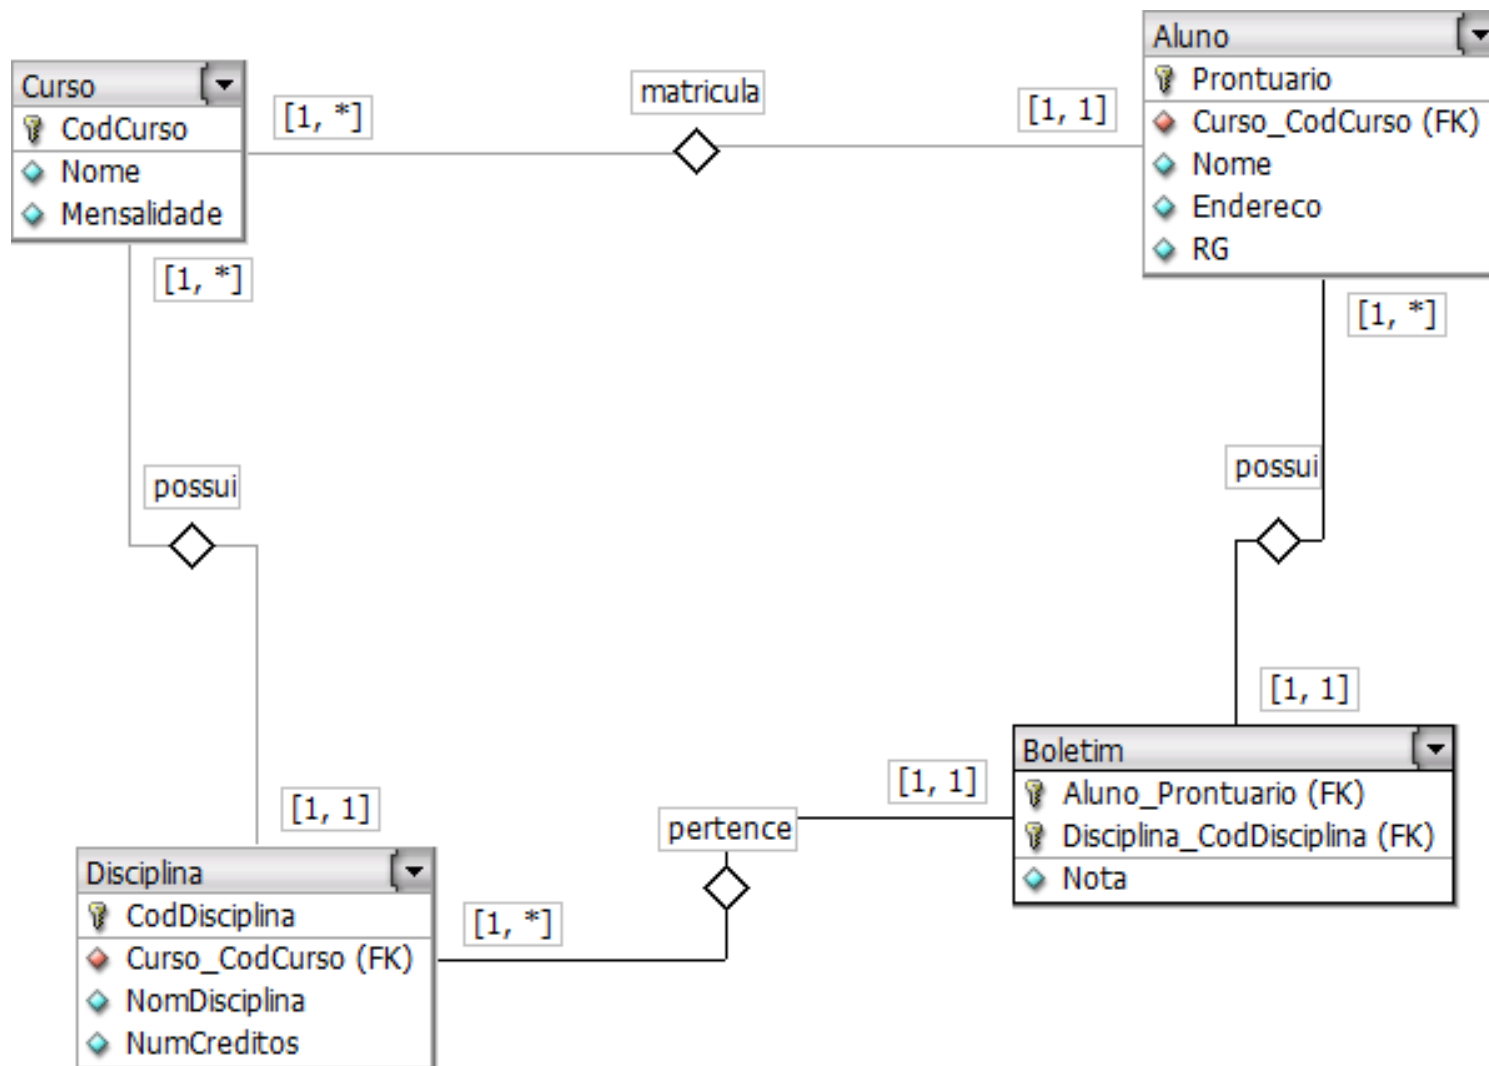 Curso
CodCurso
Nome
Mensalidade
[1, *]
matricula
[1, 1]
Aluno
Prontuario
Curso_CodCurso (FK)
Nome
Endereco
RG
[1, *]
possui
[1, 1]
[1, *]
possui
[1, 1]
Disciplina
CodDisciplina
Curso_CodCurso (FK)
NomDisciplina
NumCreditos
[1, *]
pertence
[1, 1]
Boletim
Aluno_Prontuario (FK)
Disciplina_CodDisciplina (FK)
Nota